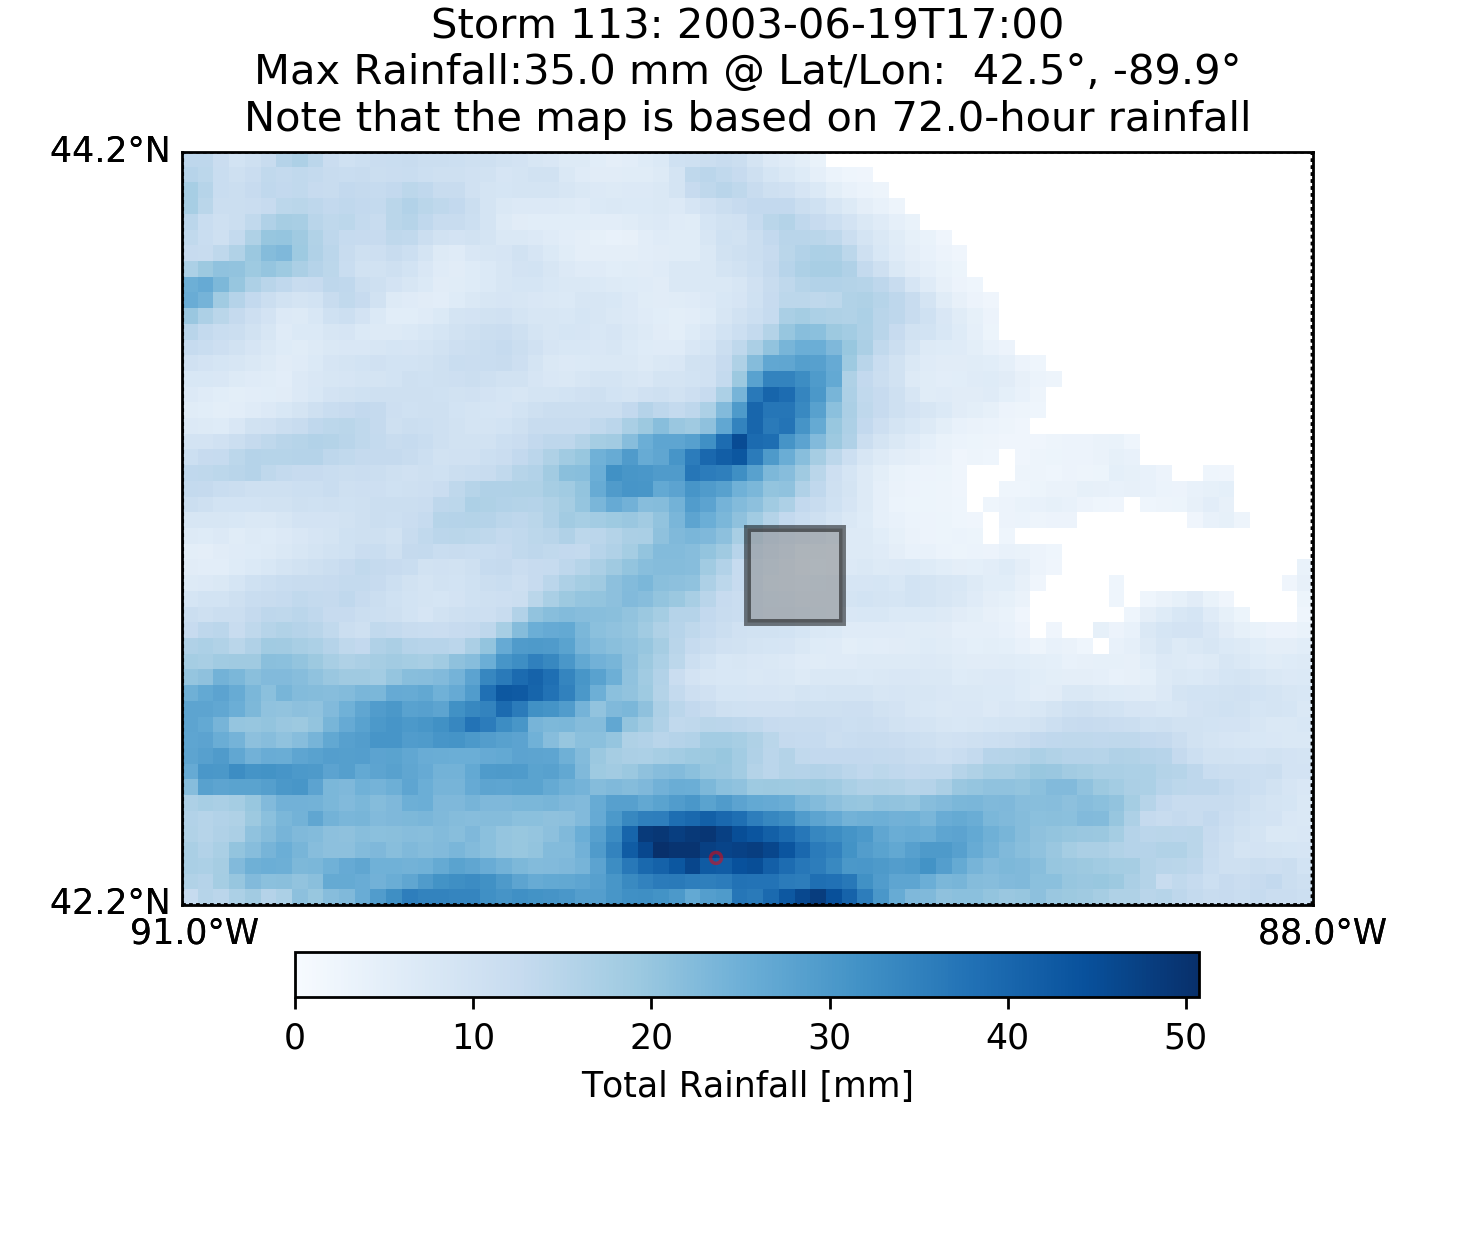 Storm 113: 2003-06-19T17:00
Max Rainfall:35.0 mm @ Lat/Lon:  42.5°, -89.9°
Note that the map is based on 72.0-hour rainfall
44.2°N
42.2°N
91.0°W 88.0°W
0 10 20 30 40 50
Total Rainfall [mm]